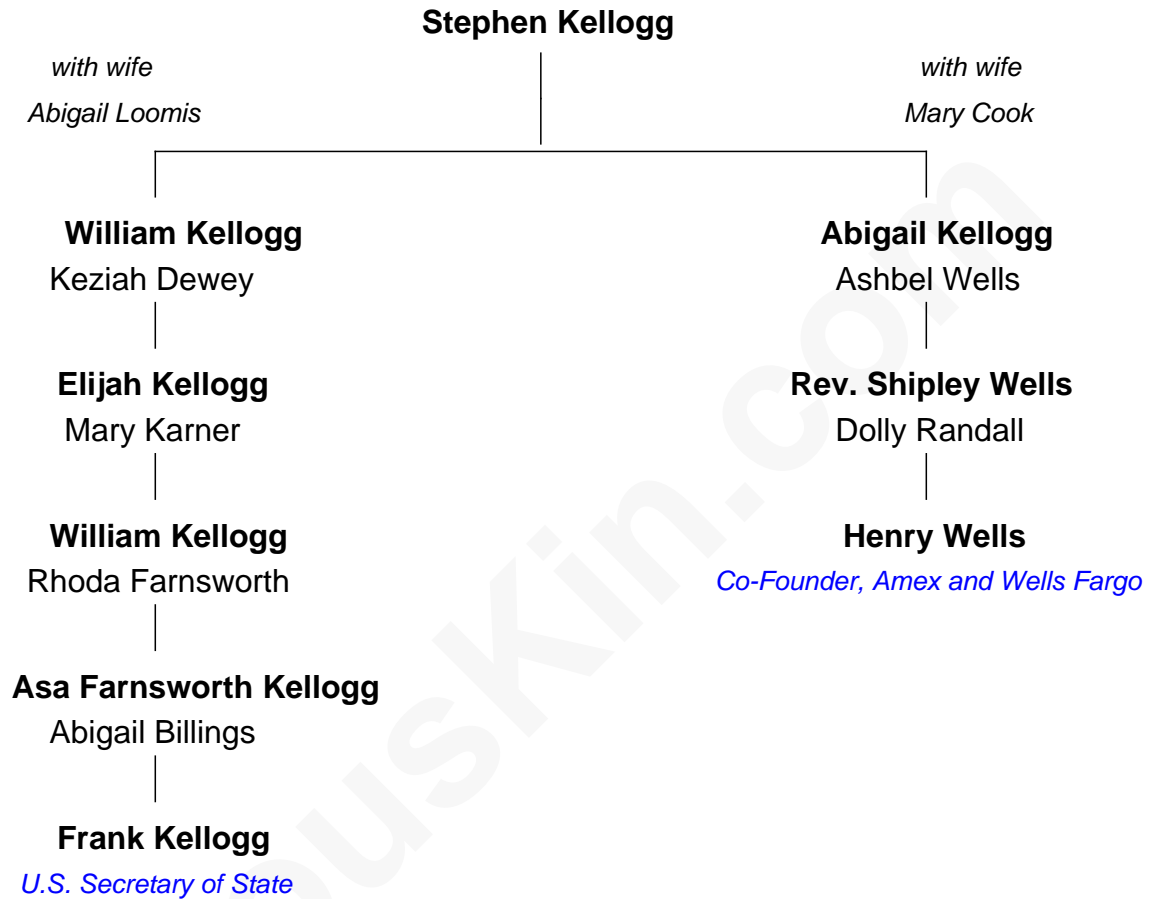 Stephen Kellogg
with wife
Abigail Loomis
with wife
Mary Cook
William Kellogg
Keziah Dewey
Abigail Kellogg
Ashbel Wells
Elijah Kellogg
Mary Karner
Rev. Shipley Wells
Dolly Randall
William Kellogg
Rhoda Farnsworth
Henry Wells
Co-Founder, Amex and Wells Fargo
Asa Farnsworth Kellogg
Abigail Billings
Frank Kellogg
U.S. Secretary of State
ousKin.com